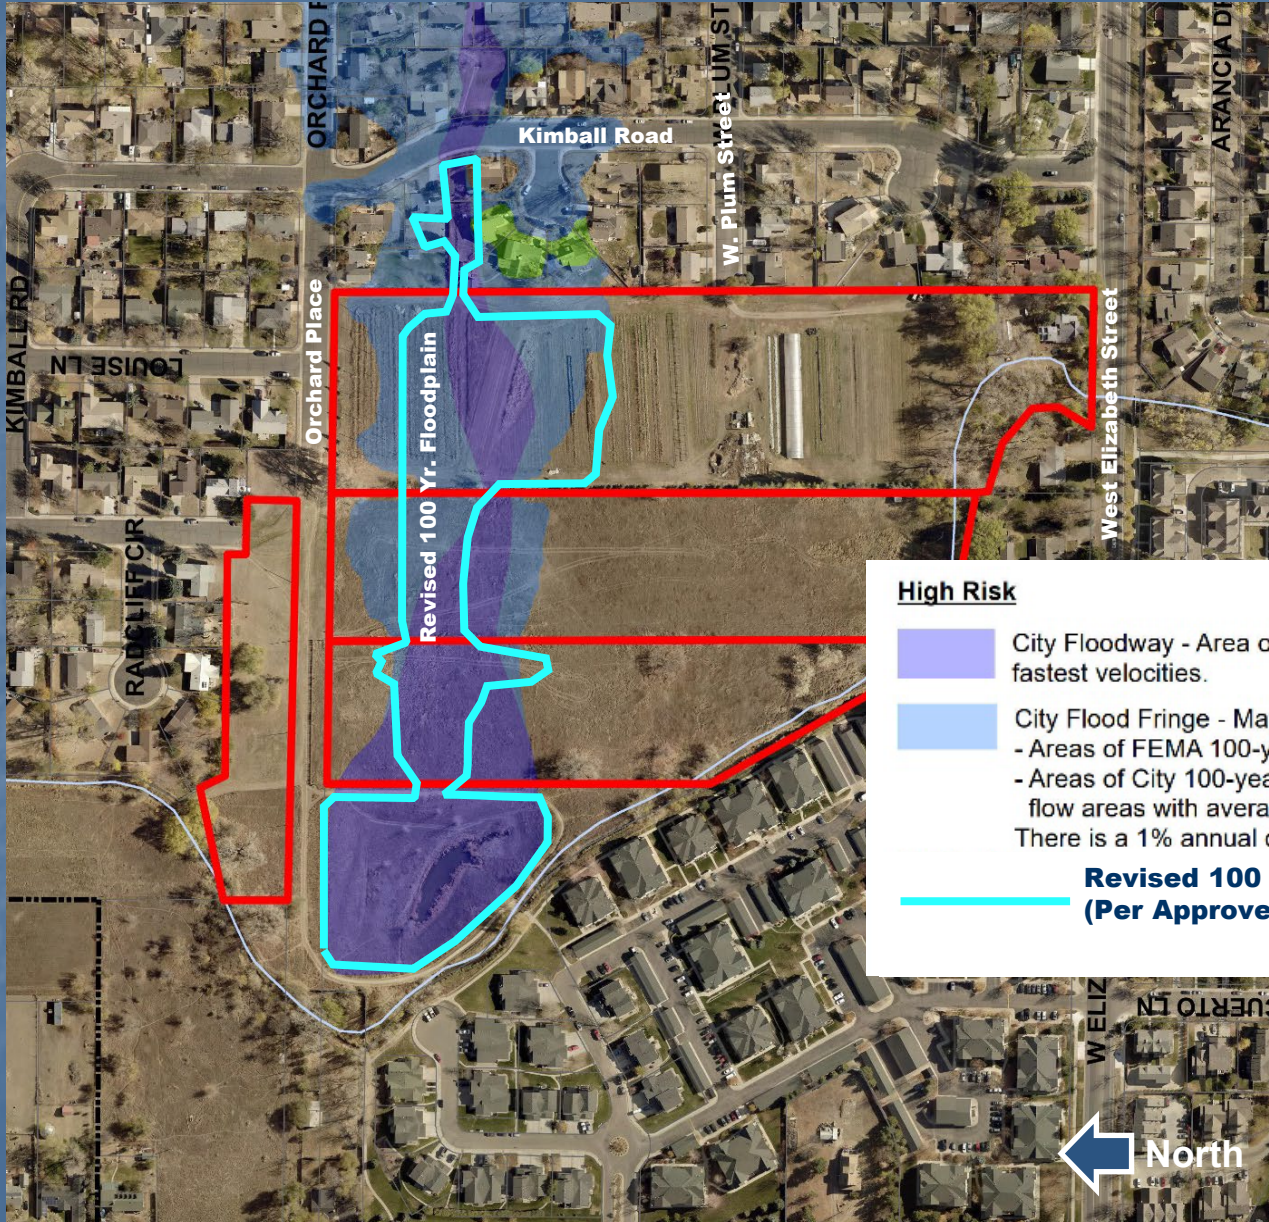 ORCHARD P
UM ST
ARANCIA DR
Kimball Road
W. Plum Street
KIMBALL RD
LOUISE LN
Orchard Place
Revised 100 Yr. Floodplain
West Elizabeth Street
RADCLIFF CIR
High Risk
City Floodway - Area o
fastest velocities.
City Flood Fringe - Ma
- Areas of FEMA 100-y
- Areas of City 100-yea
flow areas with avera
There is a 1% annual c
Revised 100
(Per Approve
W ELIZ
CUERTO LN
North